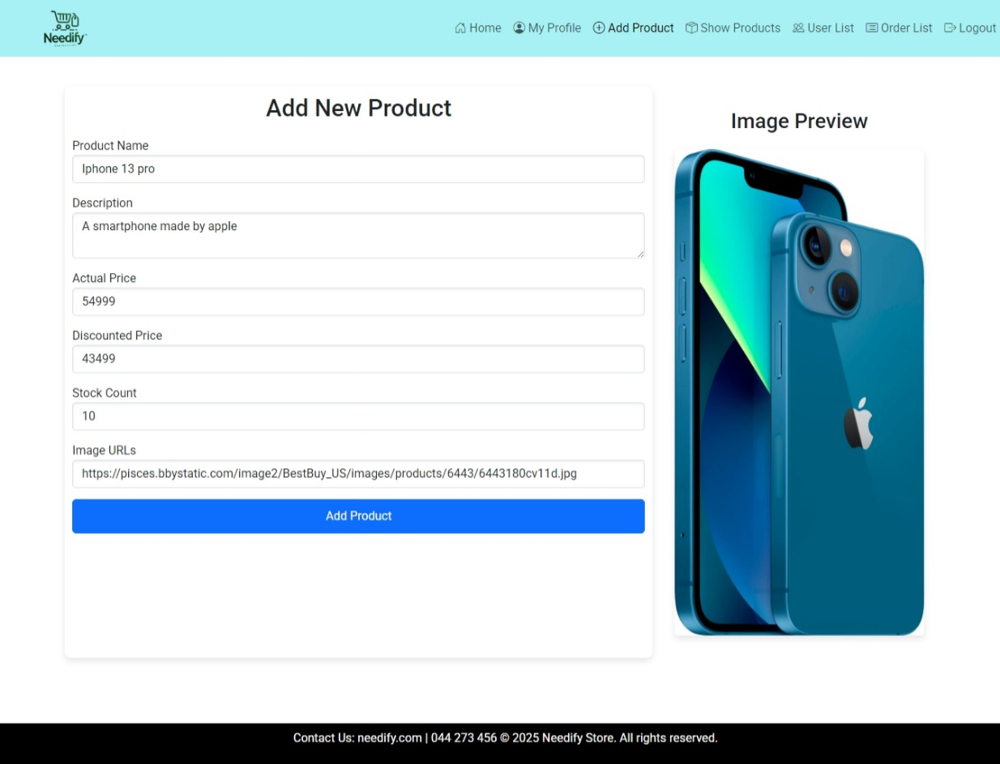 Needify
Home My Profile Add Product Show Products User List Order List Logout
Add New Product
Product Name
Iphone 13 pro
Description
A smartphone made by apple
Actual Price
54999
Discounted Price
43499
Stock Count
10
Image URLs
https://pisces.bbystatic.com/image2/BestBuy_US/images/products/6443/6443180cv11d.jpg
Add Product
Image Preview
Contact Us: needify.com | 044 273 456 © 2025 Needify Store. All rights reserved.